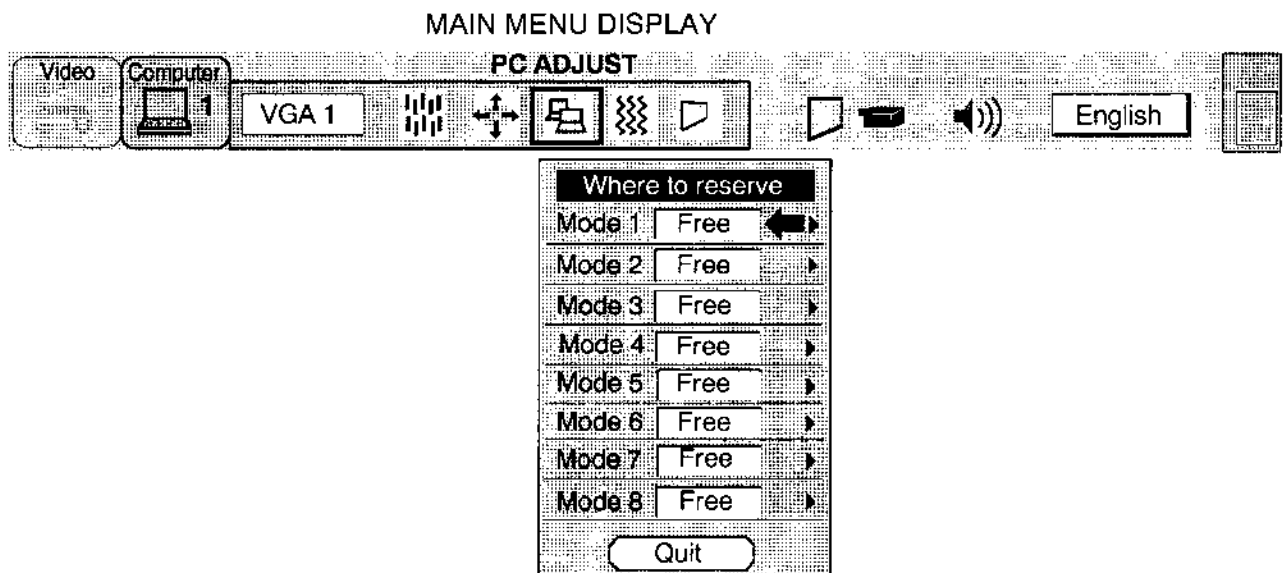 MAIN MENU DISPLAY
Video Computer PC ADJUST
1 VGA 1 English
Where to reserve
Mode 1 Free
Mode 2 Free
Mode 3 Free
Mode 4 Free
Mode 5 Free
Mode 6 Free
Mode 7 Free
Mode 8 Free
Quit